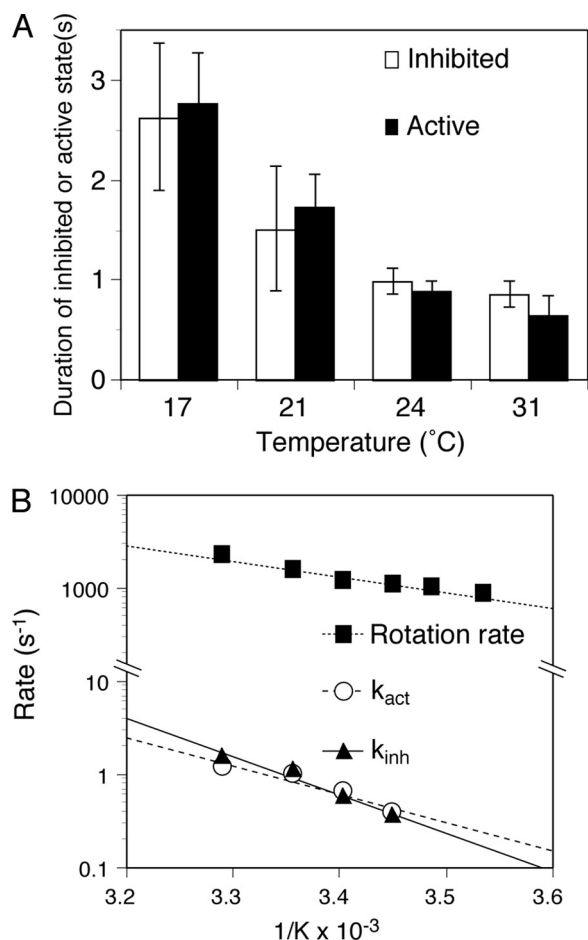 A
Duration of inhibited or active state(s)
3
2
1
0
Inhibited
Active
17 21 24 31
Temperature (˚C)
B
Rate (s-1)
10000
1000
10
1
0.1
Rotation rate
kact
kinh
3.2 3.3 3.4 3.5 3.6
1/K x 10-3